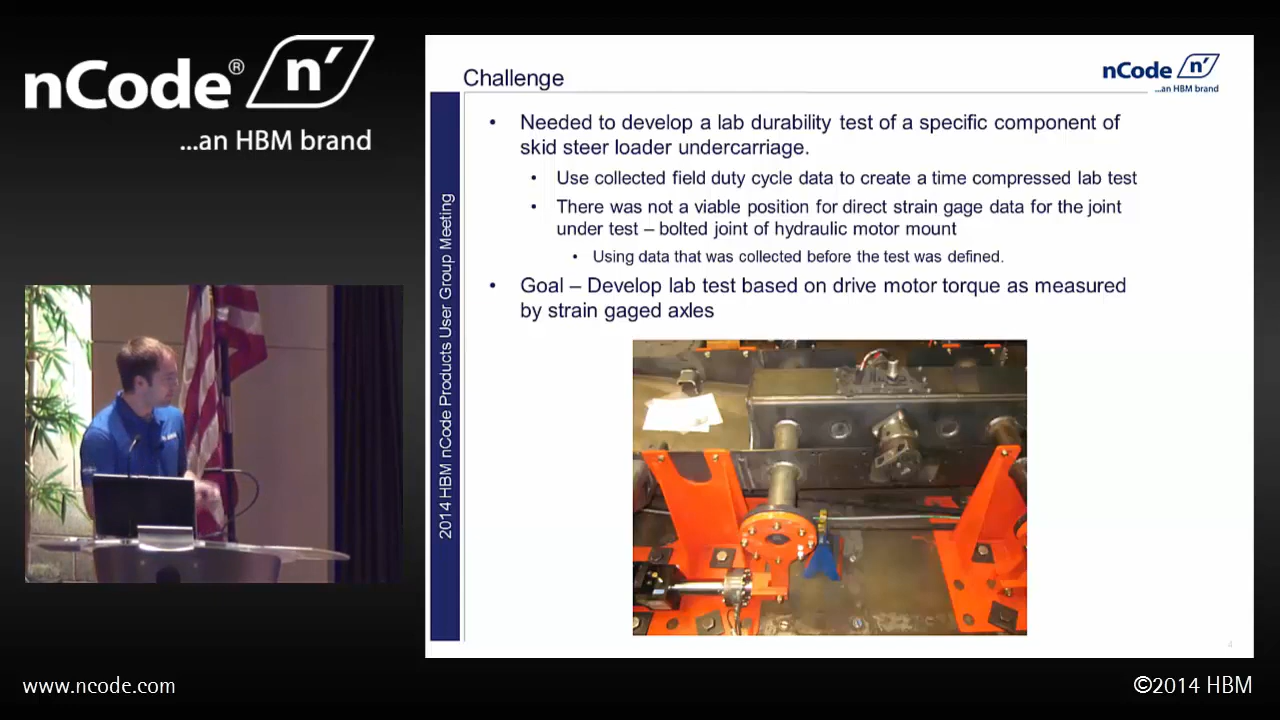 nCode® n′
...an HBM brand
Challenge
nCode n′
...an HBM brand
• Needed to develop a lab durability test of a specific component of
skid steer loader undercarriage.
• Use collected field duty cycle data to create a time compressed lab test
• There was not a viable position for direct strain gage data for the joint
under test – bolted joint of hydraulic motor mount
• Using data that was collected before the test was defined.
• Goal – Develop lab test based on drive motor torque as measured
by strain gaged axles
2014 HBM nCode Products User Group Meeting
4
www.ncode.com
©2014 HBM